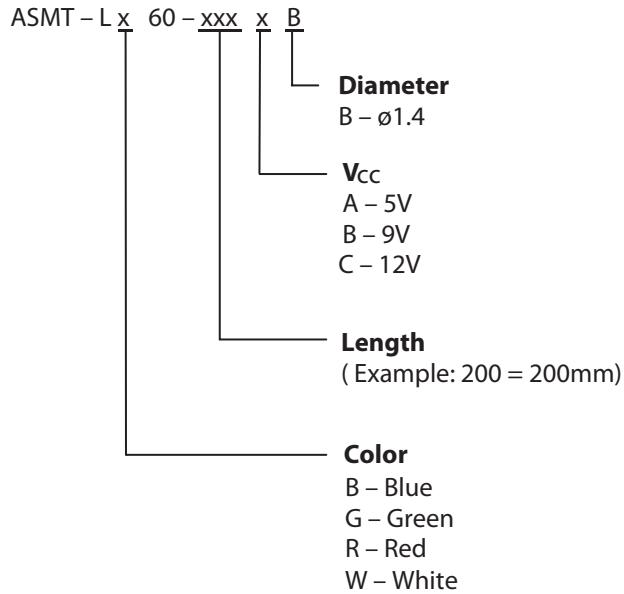 ASMT – L x 60 – xxx x B
Diameter
B – ø1.4
Vcc
A – 5V
B – 9V
C – 12V
Length
( Example: 200 = 200mm)
Color
B – Blue
G – Green
R – Red
W – White